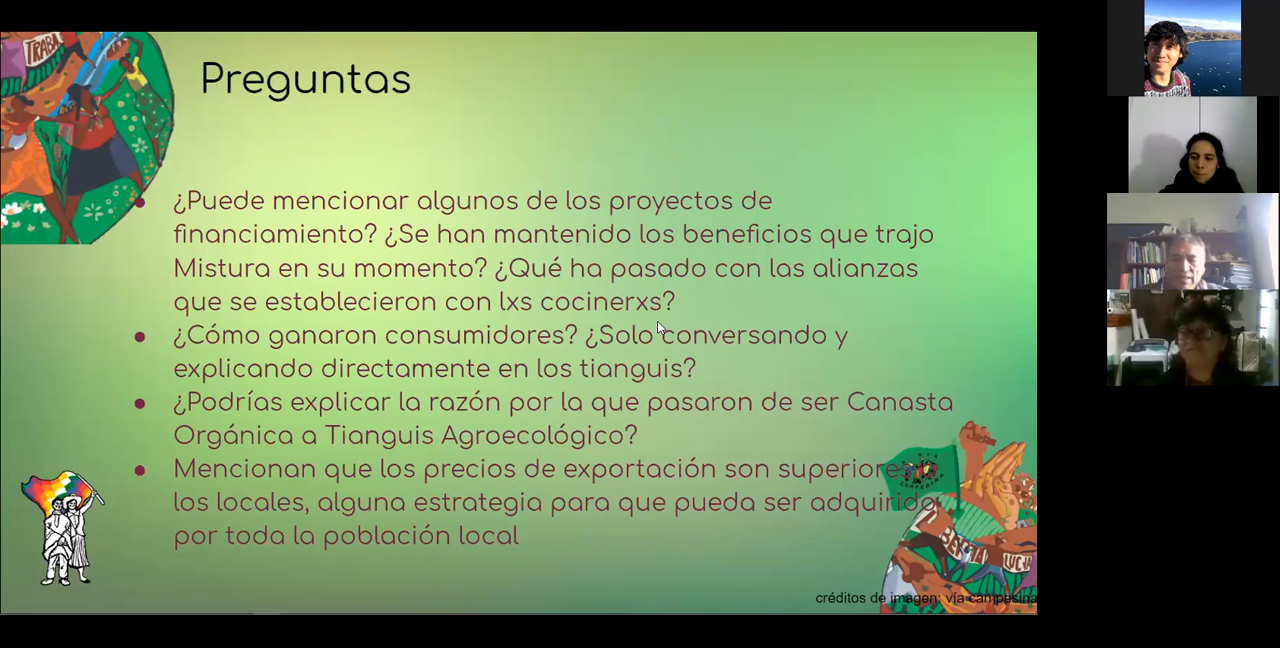 TRABA
Preguntas
¿Puede mencionar algunos de los proyectos de
financiamiento? ¿Se han mantenido los beneficios que trajo
Mistura en su momento? ¿Qué ha pasado con las alianzas
que se establecieron con lxs cocinerxs?
¿Cómo ganaron consumidores? ¿Solo conversando y
explicando directamente en los tianguis?
¿Podrías explicar la razón por la que pasaron de ser Canasta
Orgánica a Tianguis Agroecológico?
Mencionan que los precios de exportación son superiores a
los locales, alguna estrategia para que pueda ser adquirido
por toda la población local
VIA
CAMPESINA
LUCHA
créditos de imagen: vía campesina